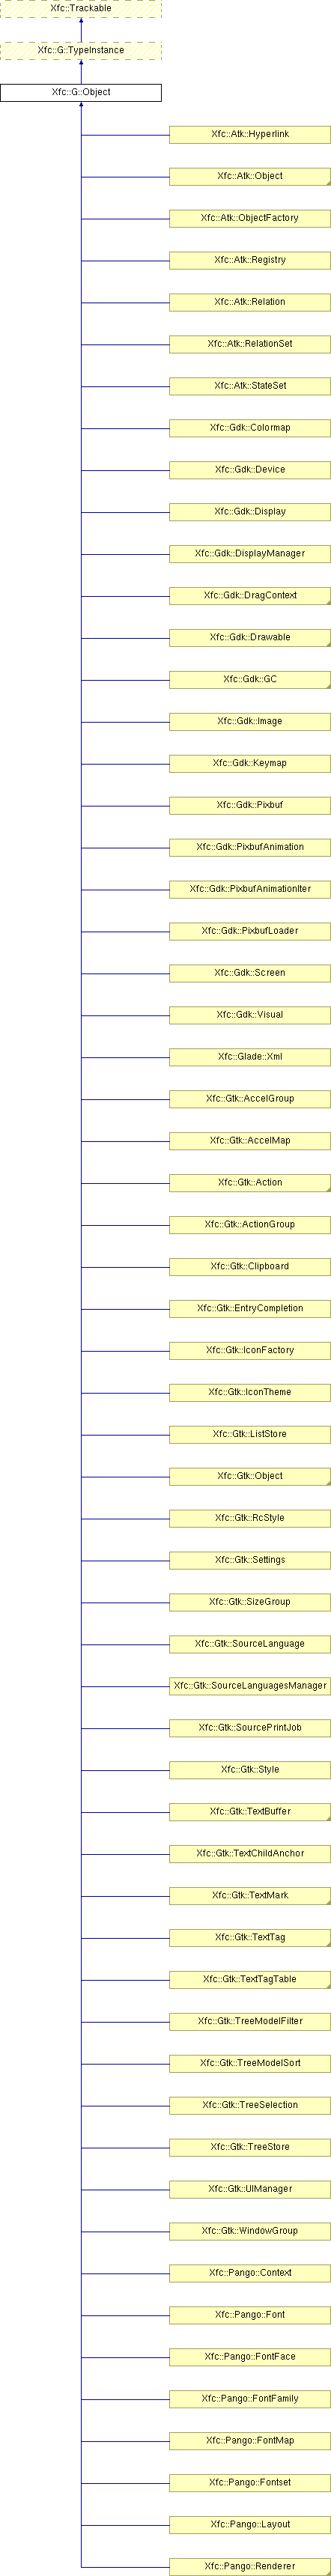 Xfc::Trackable
Xfc::G::TypeInstance
Xfc::G::Object
Xfc::Atk::Hyperlink
Xfc::Atk::Object
Xfc::Atk::ObjectFactory
Xfc::Atk::Registry
Xfc::Atk::Relation
Xfc::Atk::RelationSet
Xfc::Atk::StateSet
Xfc::Gdk::Colormap
Xfc::Gdk::Device
Xfc::Gdk::Display
Xfc::Gdk::DisplayManager
Xfc::Gdk::DragContext
Xfc::Gdk::Drawable
Xfc::Gdk::GC
Xfc::Gdk::Image
Xfc::Gdk::Keymap
Xfc::Gdk::Pixbuf
Xfc::Gdk::PixbufAnimation
Xfc::Gdk::PixbufAnimationIter
Xfc::Gdk::PixbufLoader
Xfc::Gdk::Screen
Xfc::Gdk::Visual
Xfc::Glade::Xml
Xfc::Gtk::AccelGroup
Xfc::Gtk::AccelMap
Xfc::Gtk::Action
Xfc::Gtk::ActionGroup
Xfc::Gtk::Clipboard
Xfc::Gtk::EntryCompletion
Xfc::Gtk::IconFactory
Xfc::Gtk::IconTheme
Xfc::Gtk::ListStore
Xfc::Gtk::Object
Xfc::Gtk::RcStyle
Xfc::Gtk::Settings
Xfc::Gtk::SizeGroup
Xfc::Gtk::SourceLanguage
Xfc::Gtk::SourceLanguagesManager
Xfc::Gtk::SourcePrintJob
Xfc::Gtk::Style
Xfc::Gtk::TextBuffer
Xfc::Gtk::TextChildAnchor
Xfc::Gtk::TextMark
Xfc::Gtk::TextTag
Xfc::Gtk::TextTagTable
Xfc::Gtk::TreeModelFilter
Xfc::Gtk::TreeModelSort
Xfc::Gtk::TreeSelection
Xfc::Gtk::TreeStore
Xfc::Gtk::UIManager
Xfc::Gtk::WindowGroup
Xfc::Pango::Context
Xfc::Pango::Font
Xfc::Pango::FontFace
Xfc::Pango::FontFamily
Xfc::Pango::FontMap
Xfc::Pango::Fontset
Xfc::Pango::Layout
Xfc::Pango::Renderer